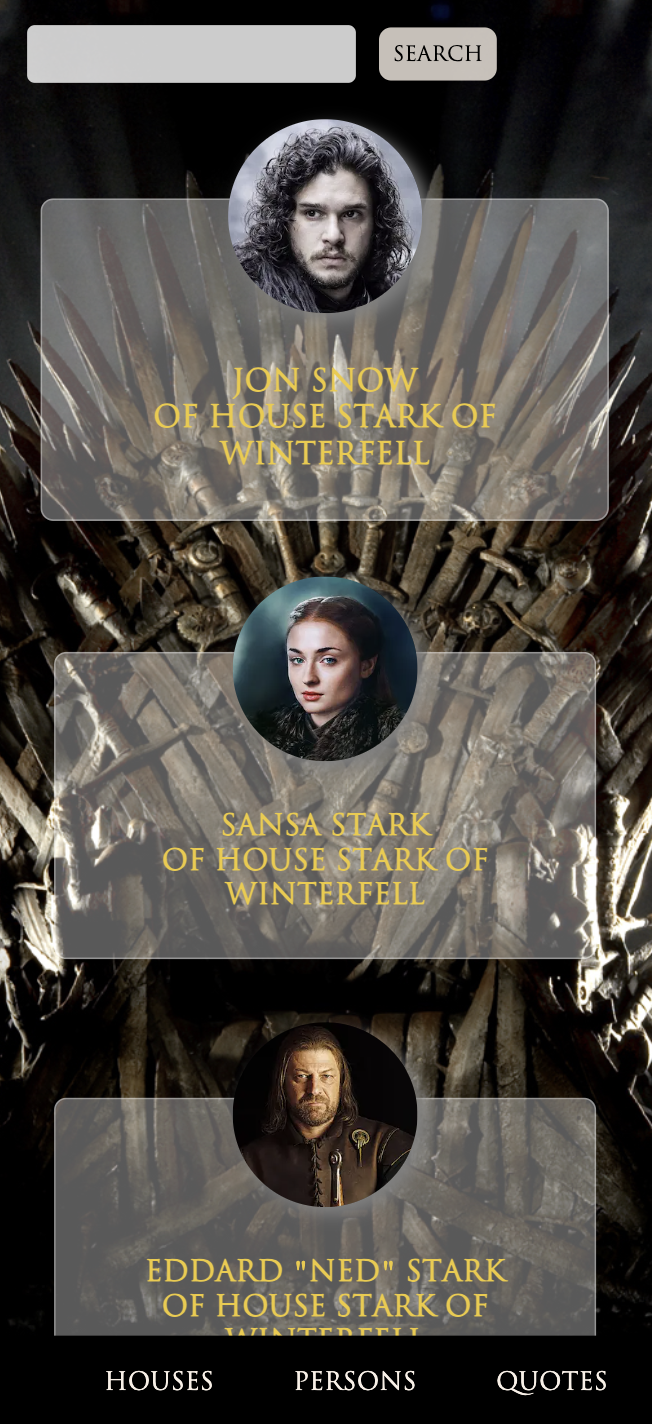 SEARCH
JON SNOW
OF HOUSE STARK OF
WINTERFELL
SANSA STARK
OF HOUSE STARK OF
WINTERFELL
EDDARD "NED" STARK
OF HOUSE STARK OF
WINTERFELL
HOUSES PERSONS QUOTES